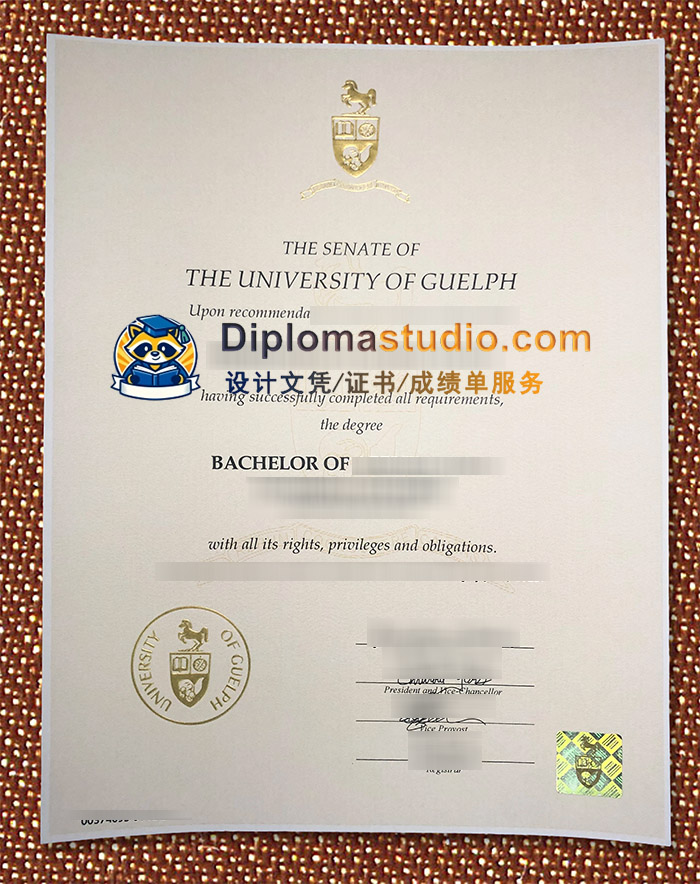 THE SENATE OF
THE UNIVERSITY OF GUELPH
Upon recommenda
Diplomastudio.com
设计文凭/证书/成绩单服务
having successfully completed all requirements,
the degree
BACHELOR OF
with all its rights, privileges and obligations.
UNIVERSITY OF GUELPH
President and Vice-Chancellor
Vice Provost
Registrar